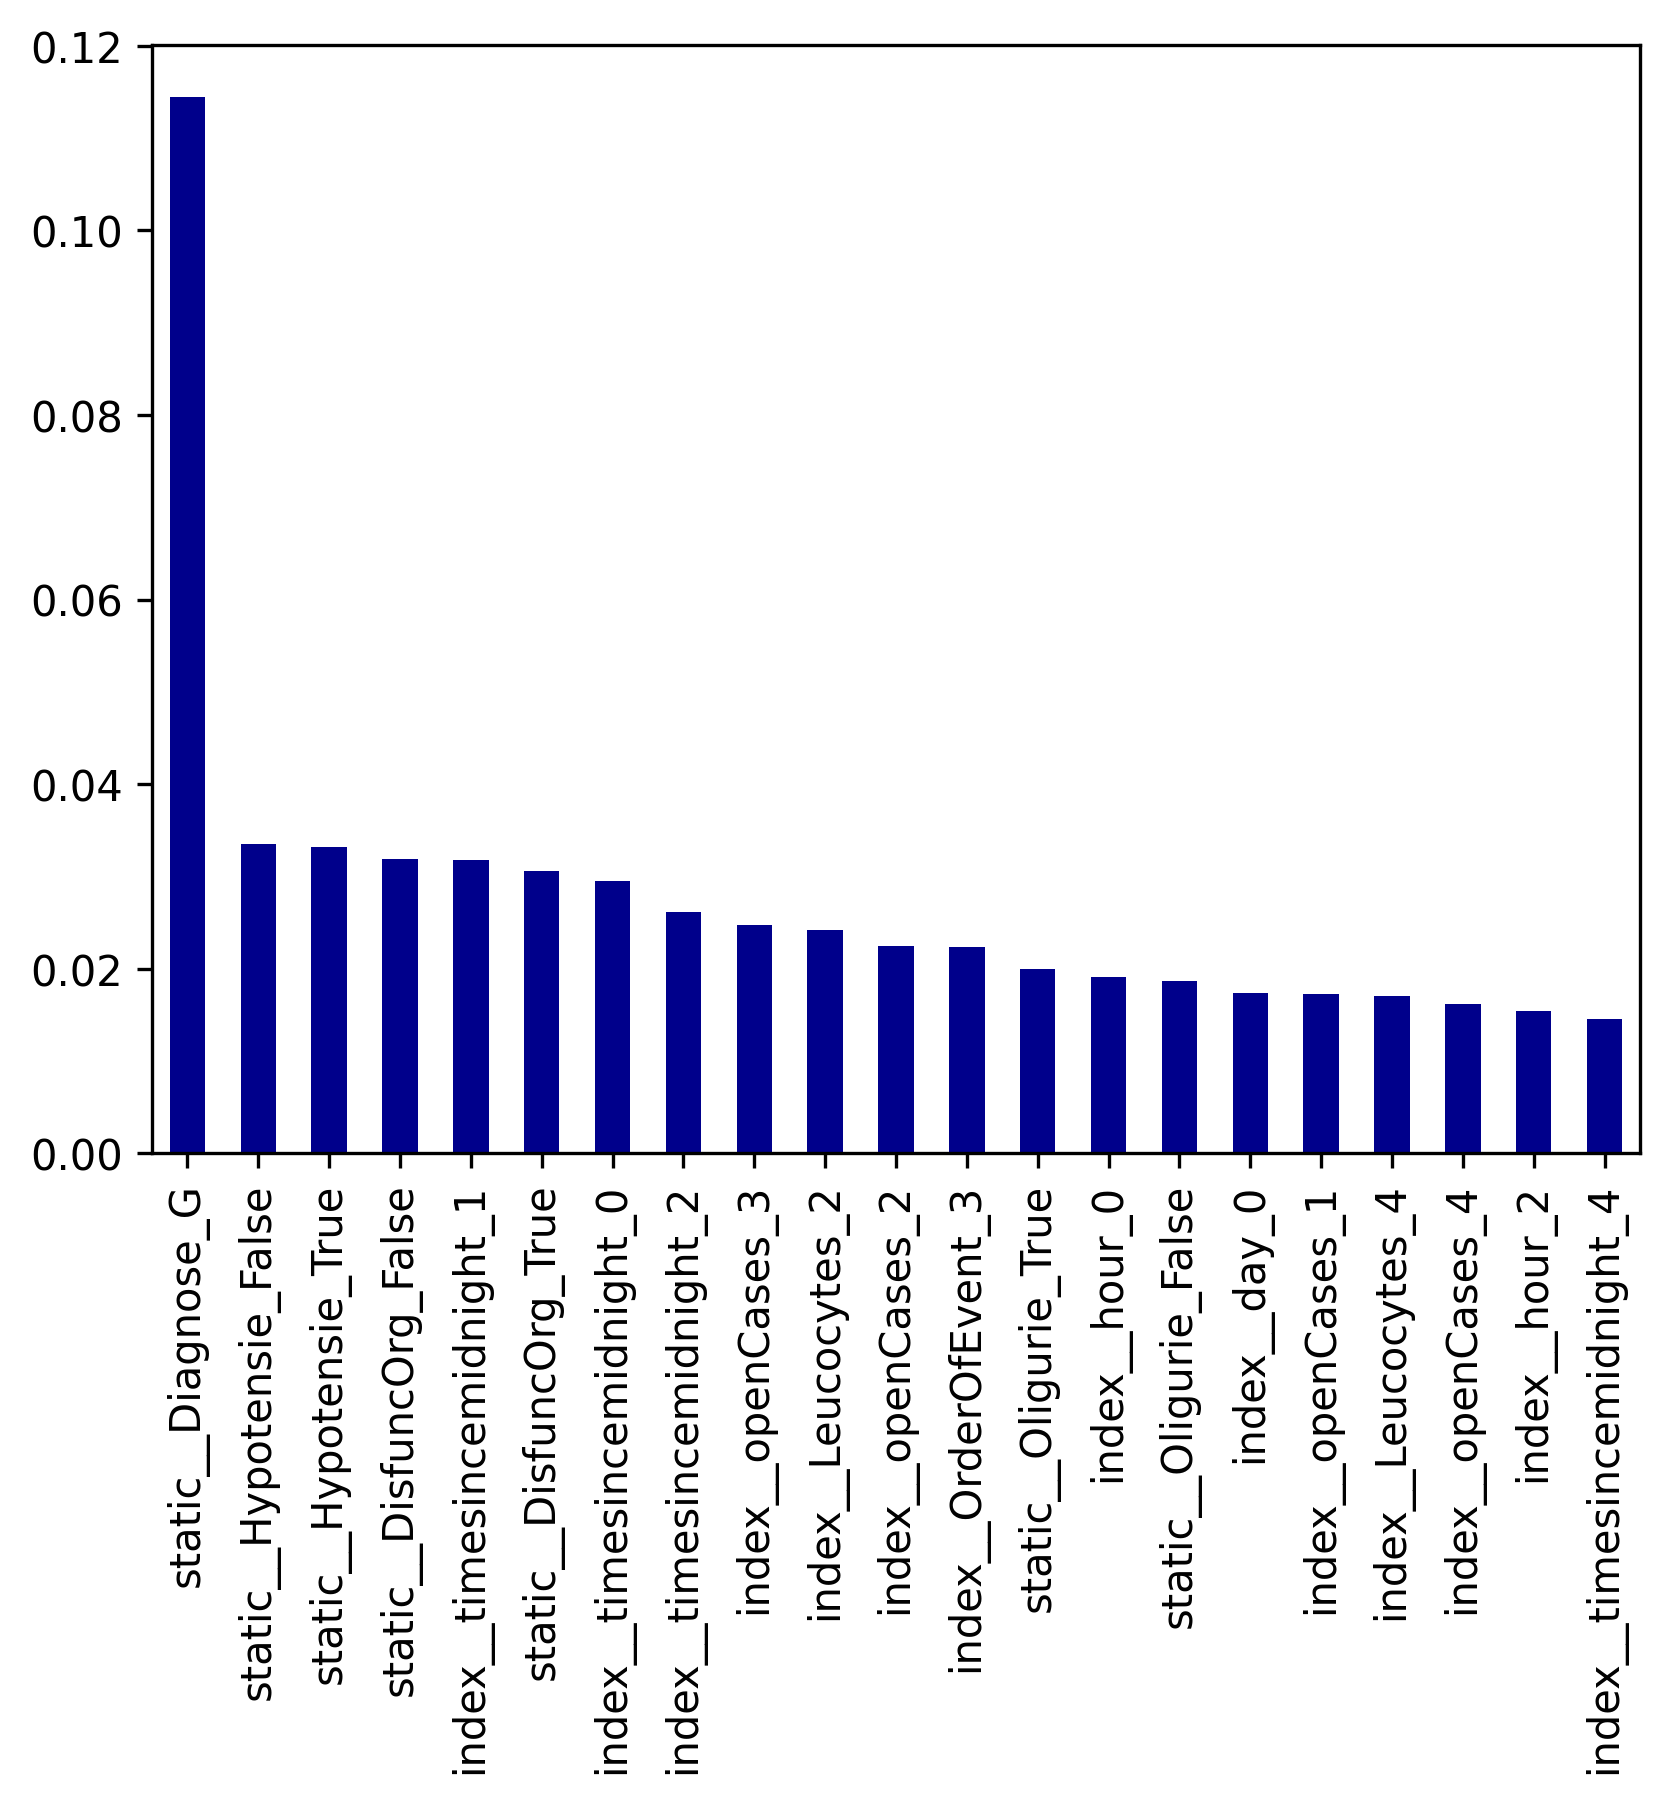 0.12
0.10
0.08
0.06
0.04
0.02
0.00
static__Diagnose_G
static__Hypotensie_False
static__Hypotensie_True
static__DisfuncOrg_False
index__timesincemidnight_1
static__DisfuncOrg_True
index__timesincemidnight_0
index__timesincemidnight_2
index__openCases_3
index__Leucocytes_2
index__openCases_2
index__OrderOfEvent_3
static__Oligurie_True
index__hour_0
static__Oligurie_False
index__day_0
index__openCases_1
index__Leucocytes_4
index__openCases_4
index__hour_2
index__timesincemidnight_4